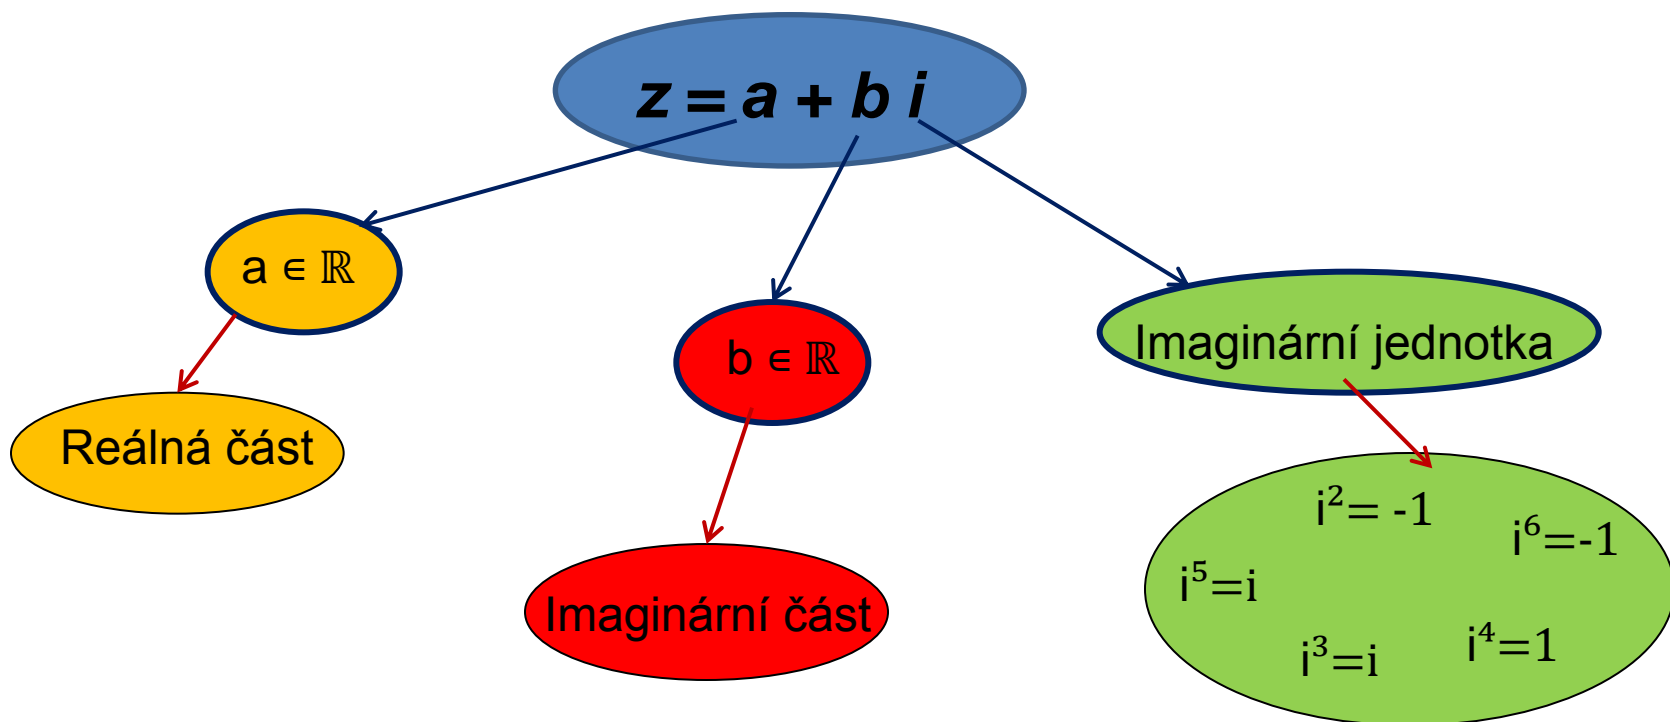 z = a + b i
a ∈ ℝ
b ∈ ℝ
Imaginární jednotka
Reálná část
Imaginární část
i²= -1
i⁶=-1
i⁵=i
i³=i
i⁴=1